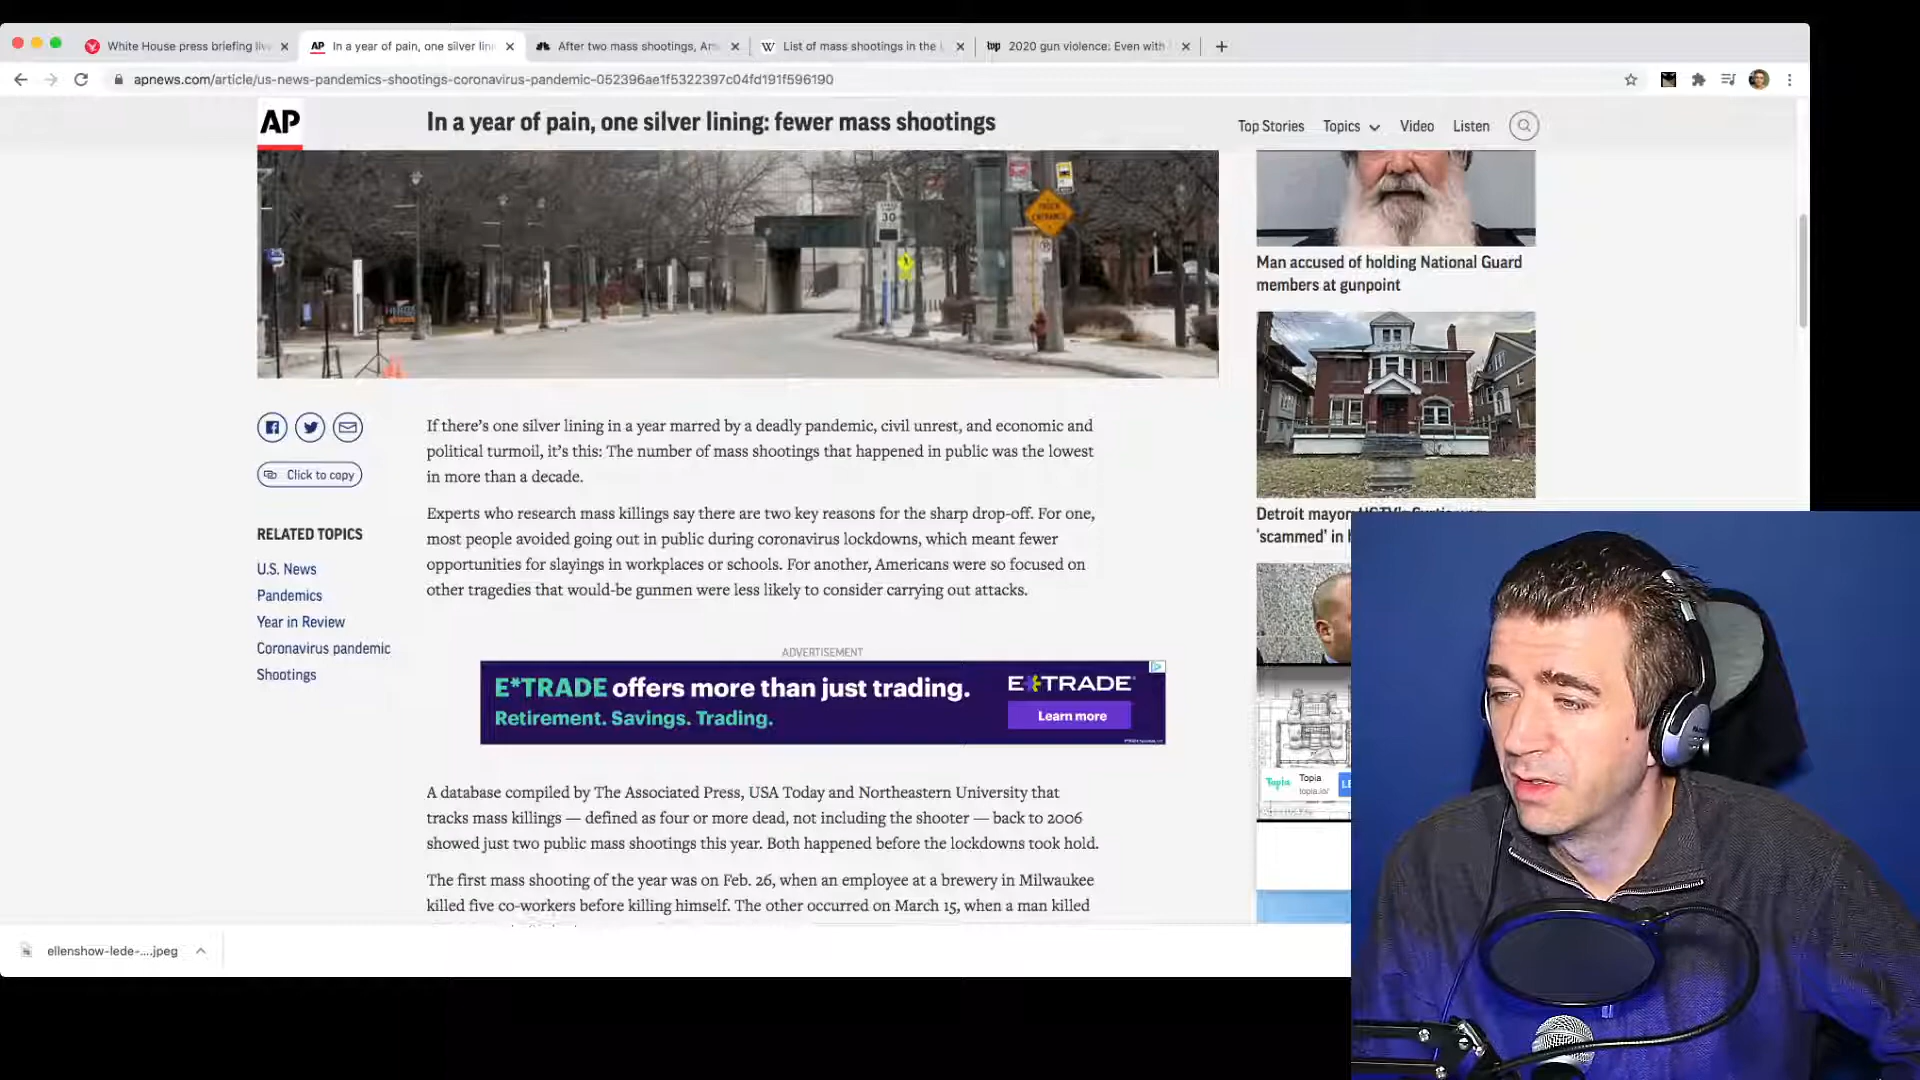 White House press briefing liv
In a year of pain, one silver lin
After two mass shootings, Am
List of mass shootings in the
wp 2020 gun violence: Even with
apnews.com/article/us-news-pandemics-shootings-coronavirus-pandemic-052396ae1f5322397c04fd191f596190
AP
In a year of pain, one silver lining: fewer mass shootings
Top Stories Topics Video Listen
30
Man accused of holding National Guard
members at gunpoint
Click to copy
RELATED TOPICS
U.S. News
Pandemics
Year in Review
Coronavirus pandemic
Shootings
If there’s one silver lining in a year marred by a deadly pandemic, civil unrest, and economic and
political turmoil, it’s this: The number of mass shootings that happened in public was the lowest
in more than a decade.
Experts who research mass killings say there are two key reasons for the sharp drop-off. For one,
most people avoided going out in public during coronavirus lockdowns, which meant fewer
opportunities for slayings in workplaces or schools. For another, Americans were so focused on
other tragedies that would-be gunmen were less likely to consider carrying out attacks.
ADVERTISEMENT
E*TRADE offers more than just trading.
Retirement. Savings. Trading.
E*TRADE
Learn more
A database compiled by The Associated Press, USA Today and Northeastern University that
tracks mass killings — defined as four or more dead, not including the shooter — back to 2006
showed just two public mass shootings this year. Both happened before the lockdowns took hold.
The first mass shooting of the year was on Feb. 26, when an employee at a brewery in Milwaukee
killed five co-workers before killing himself. The other occurred on March 15, when a man killed
Detroit mayor
‘scammed’ in
Topia
Topia
topia.io/
ellenshow-lede-....jpeg